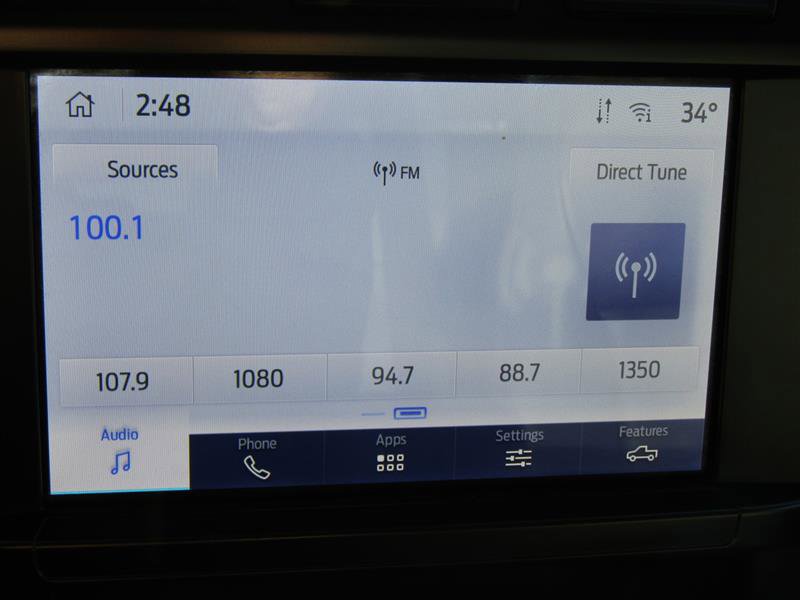 2:48
34°
Sources
FM
Direct Tune
100.1
107.9
1080
94.7
88.7
1350
Audio
Phone
Apps
Settings
Features